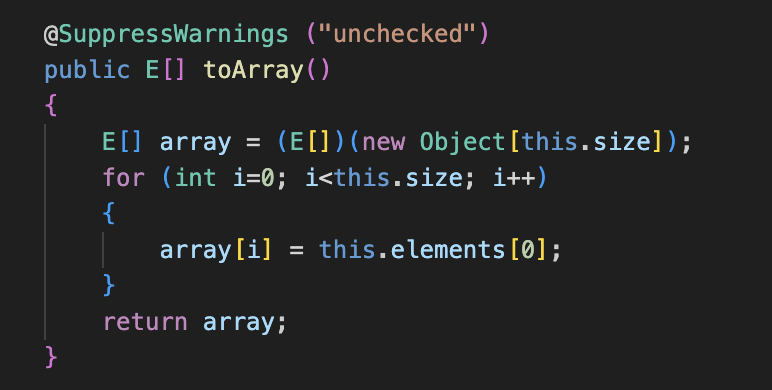 @SuppressWarnings ("unchecked")
public E[] toArray()
{
    E[] array = (E[])(new Object[this.size]);
    for (int i=0; i<this.size; i++)
    {
        array[i] = this.elements[0];
    }
    return array;
}